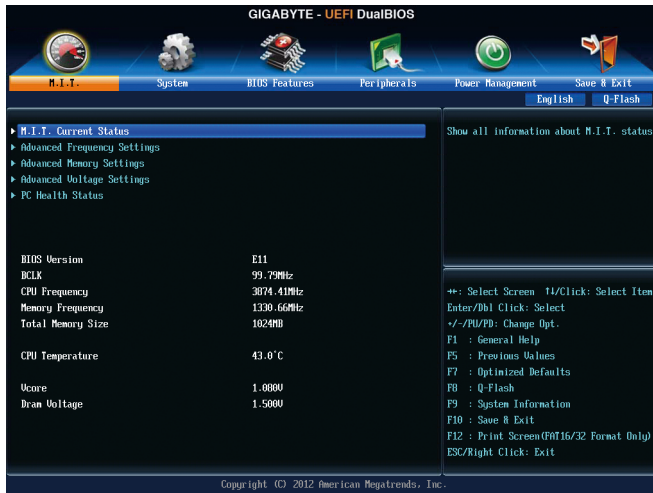 GIGABYTE - UEFI DualBIOS
M.I.T. System BIOS Features Peripherals Power Management Save & Exit
English Q-Flash
M.I.T. Current Status
Advanced Frequency Settings
Advanced Memory Settings
Advanced Voltage Settings
PC Health Status
BIOS Version E11
BCLK 99.79MHz
CPU Frequency 3874.41MHz
Memory Frequency 1330.66MHz
Total Memory Size 1024MB
CPU Temperature 43.0°C
Vcore 1.080V
Dram Voltage 1.500V
Show all information about M.I.T. status
→←: Select Screen ↑↓/Click: Select Item
Enter/Dbl Click: Select
+/-/PU/PD: Change Opt.
F1 : General Help
F5 : Previous Values
F7 : Optimized Defaults
F8 : Q-Flash
F9 : System Information
F10 : Save & Exit
F12 : Print Screen(FAT16/32 Format Only)
ESC/Right Click: Exit
Copyright (C) 2012 American Megatrends, Inc.